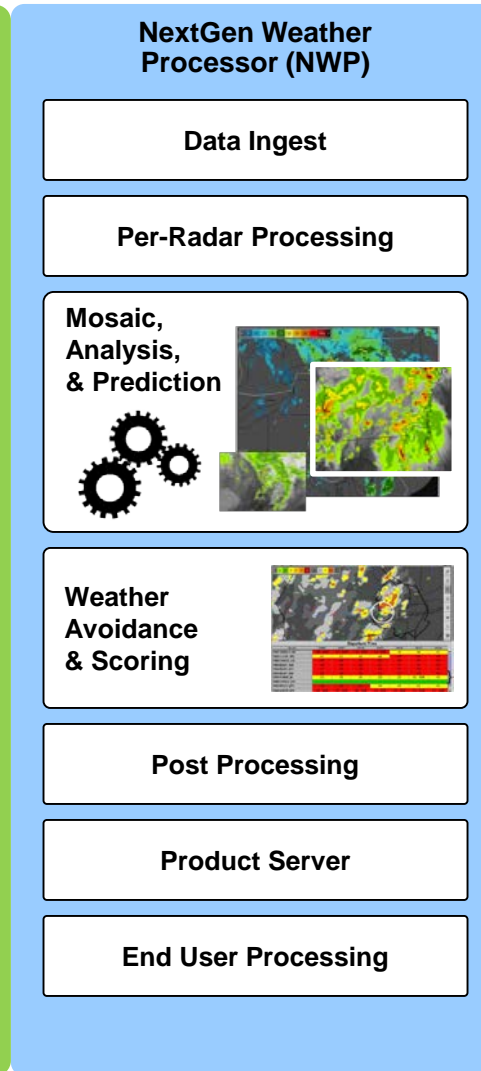 NextGen Weather
Processor (NWP)
Data Ingest
Per-Radar Processing
Mosaic,
Analysis,
& Prediction
Weather
Avoidance
& Scoring
Post Processing
Product Server
End User Processing